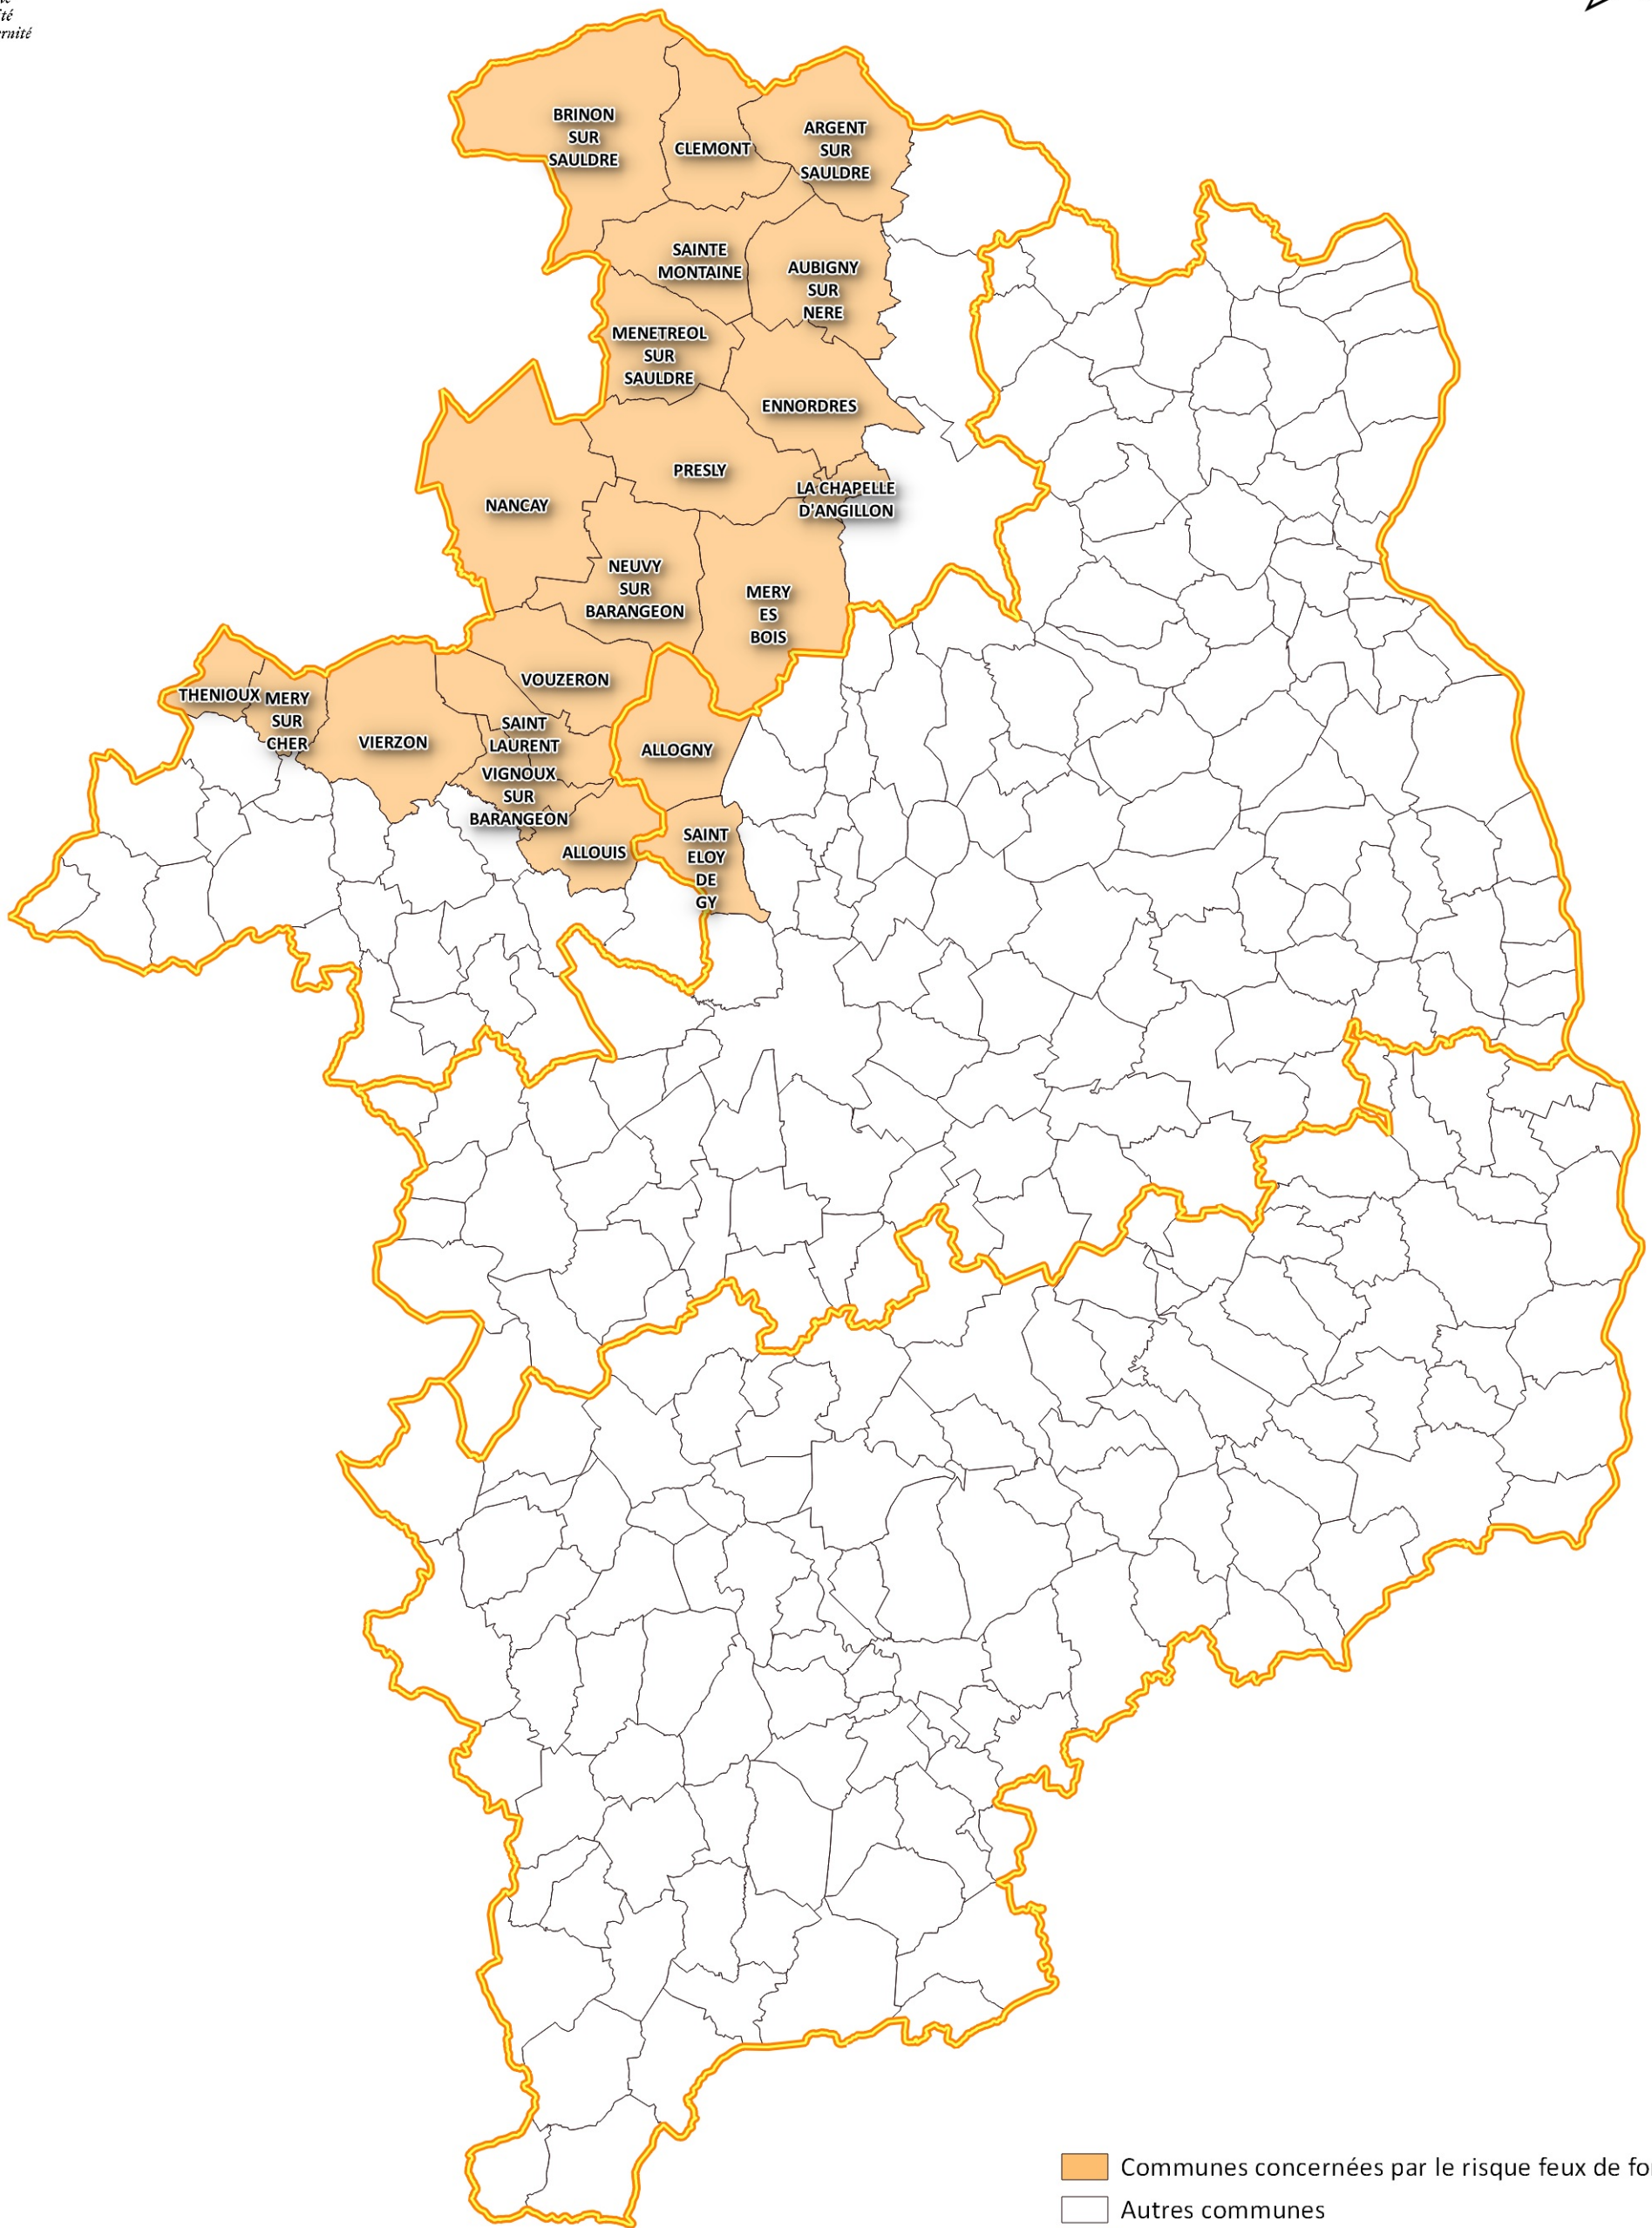 té
rnité
BRINON
SUR
SAULDRE
CLEMONT
ARGENT
SUR
SAULDRE
SAINTE
MONTAINE
AUBIGNY
SUR
NERE
MENETREOL
SUR
SAULDRE
ENNORDRES
PRESLY
LA CHAPELLE
D'ANGILLON
NANCAY
NEUVY
SUR
BARANGEON
MERY
ES
BOIS
VOUZERON
THENIOUX
MERY
SUR
CHER
VIERZON
SAINT
LAURENT
ALLOGNY
VIGNOUX
SUR
BARANGEON
ALLOUIS
SAINT
ELOY
DE
GY
Communes concernées par le risque feux de fo
Autres communes